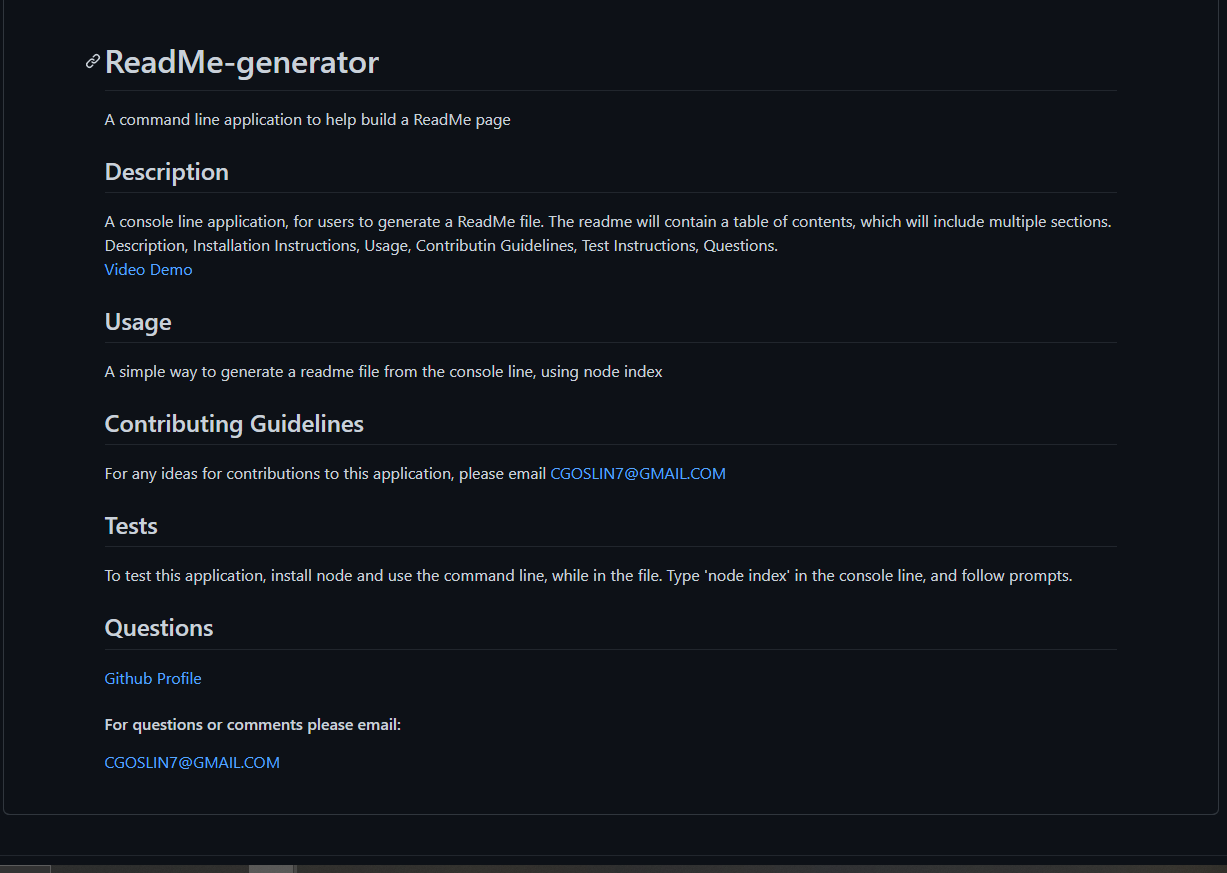 ReadMe-generator
A command line application to help build a ReadMe page
Description
A console line application, for users to generate a ReadMe file. The readme will contain a table of contents, which will include multiple sections.
Description, Installation Instructions, Usage, Contributin Guidelines, Test Instructions, Questions.
Video Demo
Usage
A simple way to generate a readme file from the console line, using node index
Contributing Guidelines
For any ideas for contributions to this application, please email CGOSLIN7@GMAIL.COM
Tests
To test this application, install node and use the command line, while in the file. Type 'node index' in the console line, and follow prompts.
Questions
Github Profile
For questions or comments please email:
CGOSLIN7@GMAIL.COM